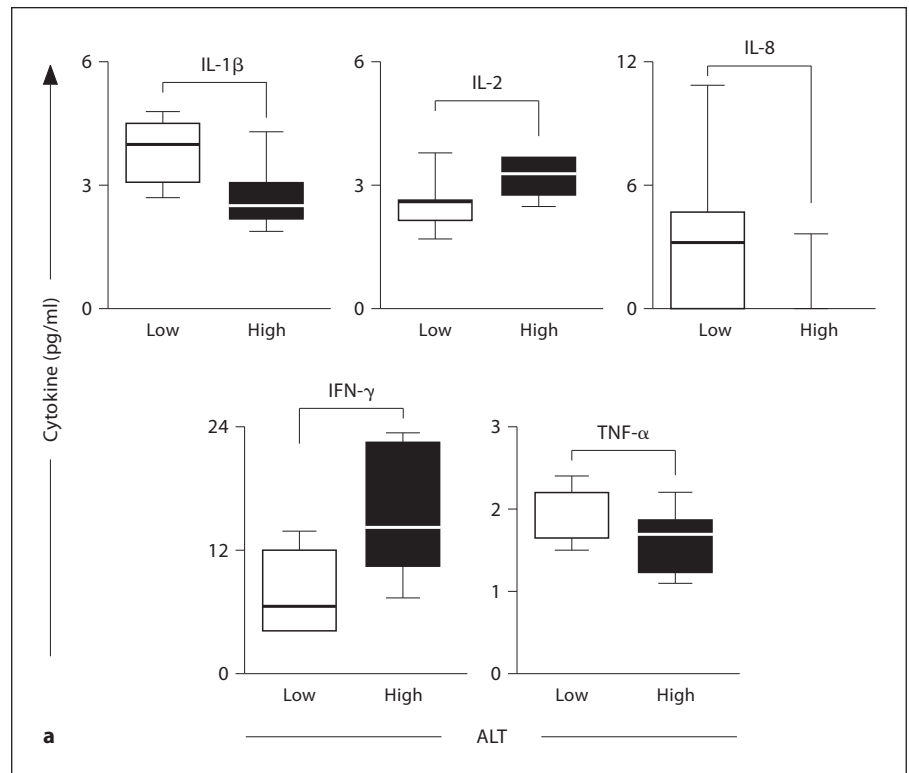 IL-1β
IL-2
IL-8
6
3
0
Low High
6
3
0
Low High
12
6
0
Low High
Cytokine (pg/ml)
IFN-γ
TNF-α
24
12
0
Low High
3
2
1
0
Low High
a
ALT